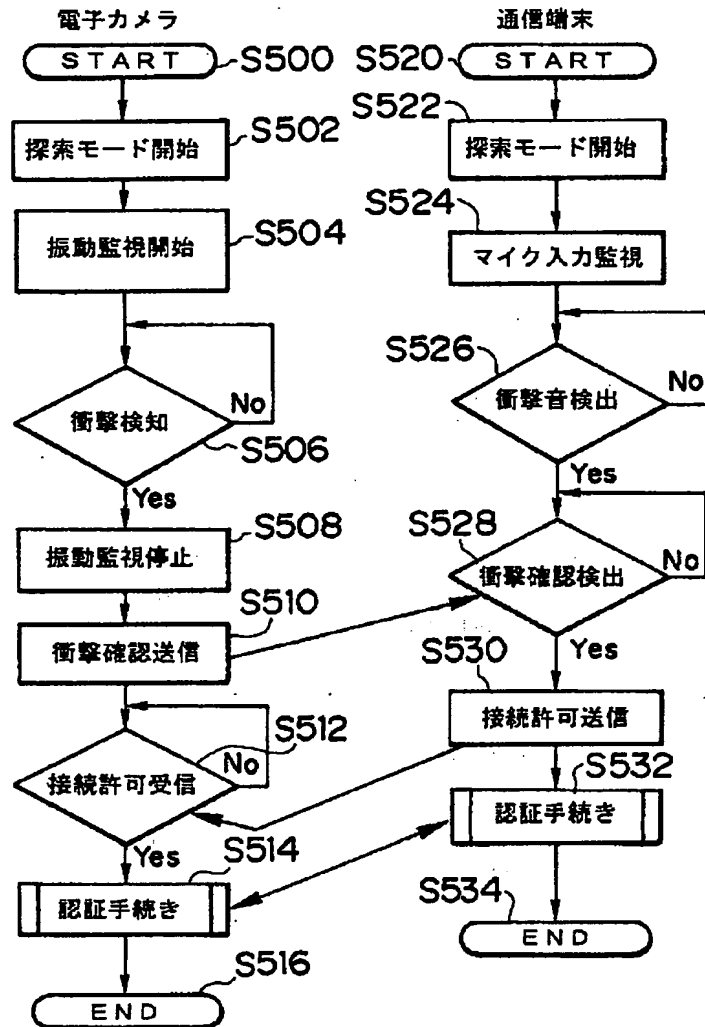 電子カメラ
START
S500
探索モード開始
S502
振動監視開始
S504
衝撃検知
No
S506
Yes
振動監視停止
S508
衝撃確認送信
S510
接続許可受信
No
S512
Yes
認証手続き
S514
END
S516
通信端末
START
S520
探索モード開始
S522
マイク入力監視
S524
衝撃音検出
No
S526
Yes
衝撃確認検出
No
S528
Yes
接続許可送信
S530
認証手続き
S532
END
S534